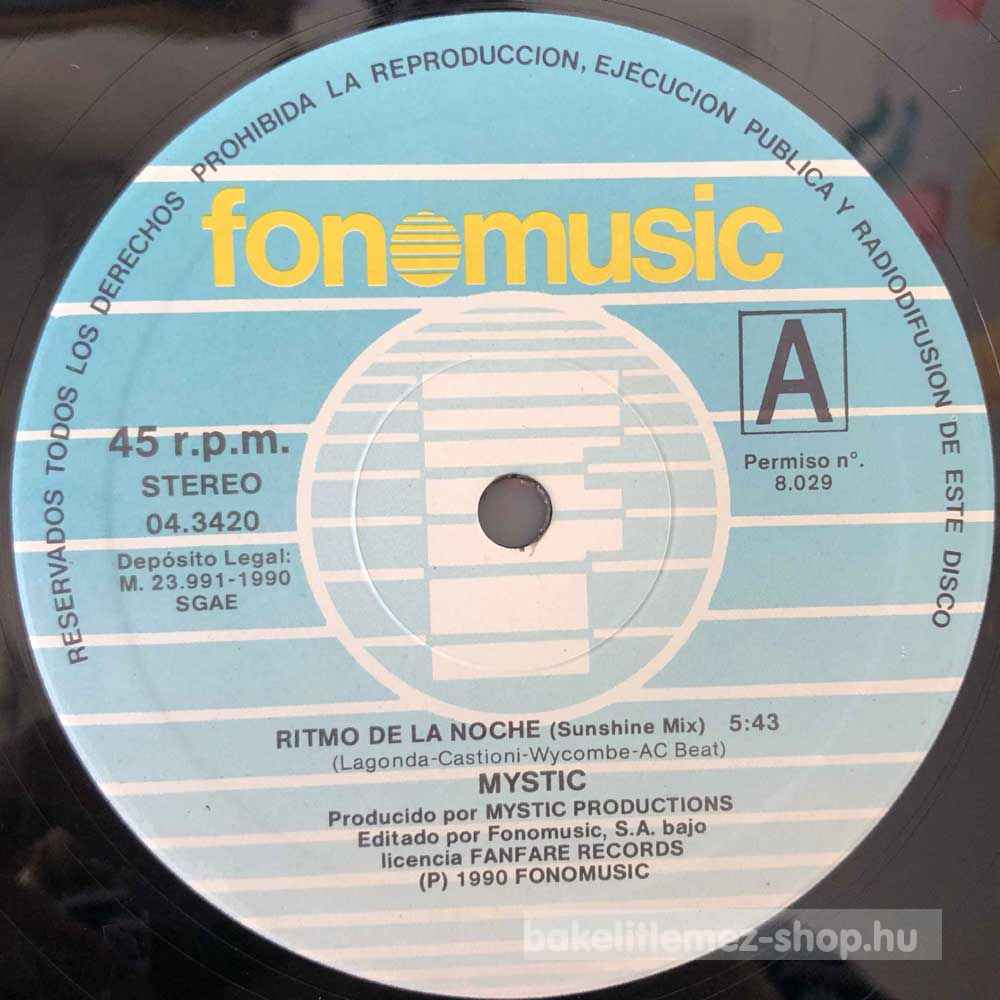 RESERVADOS TODOS LOS DERECHOS PROHIBIDA LA REPRODUCCION, EJECUCION PUBLICA Y RADIODIFUSION DE ESTE DISCO
fonomusic
A
45 r.p.m.
STEREO
04.3420
Depósito Legal:
M. 23.991-1990
SGAE
Permiso nº.
8.029
RITMO DE LA NOCHE (Sunshine Mix) 5:43
(Lagonda-Castioni-Wycombe-AC Beat)
MYSTIC
Producido por MYSTIC PRODUCTIONS
Editado por Fonomusic, S.A. bajo
licencia FANFARE RECORDS
(P) 1990 FONOMUSIC
bakelitlemez-shop.hu